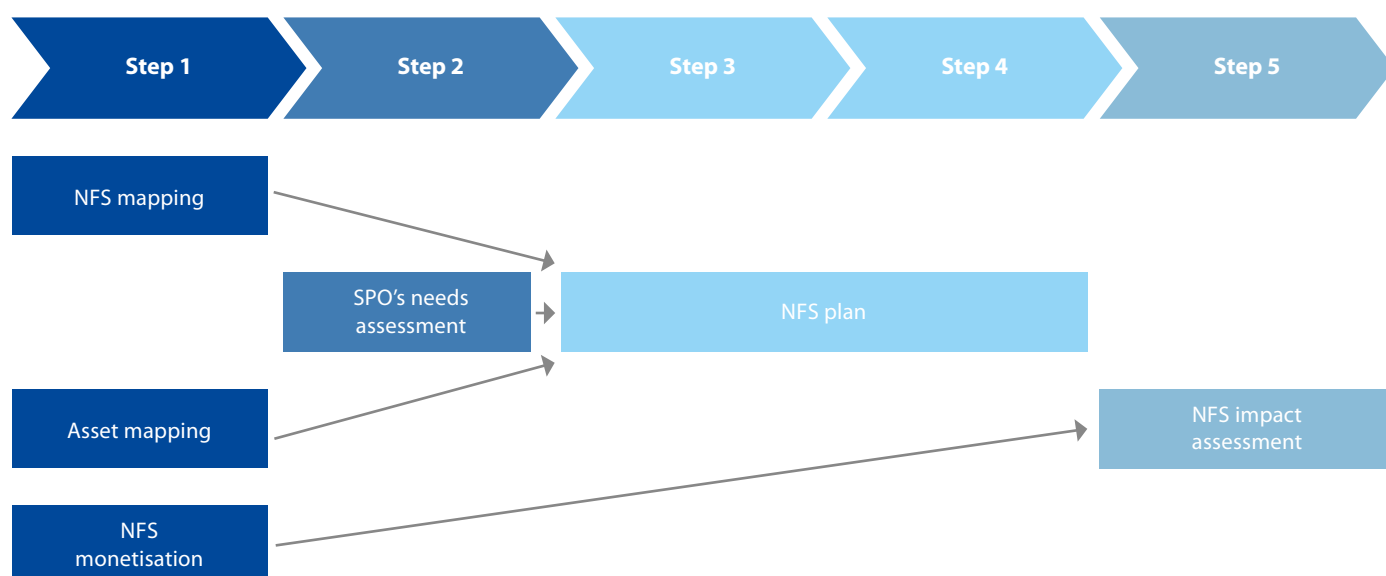 Step 1
Step 2
Step 3
Step 4
Step 5
NFS mapping
SPO’s needs
assessment
NFS plan
Asset mapping
NFS impact
assessment
NFS
monetisation